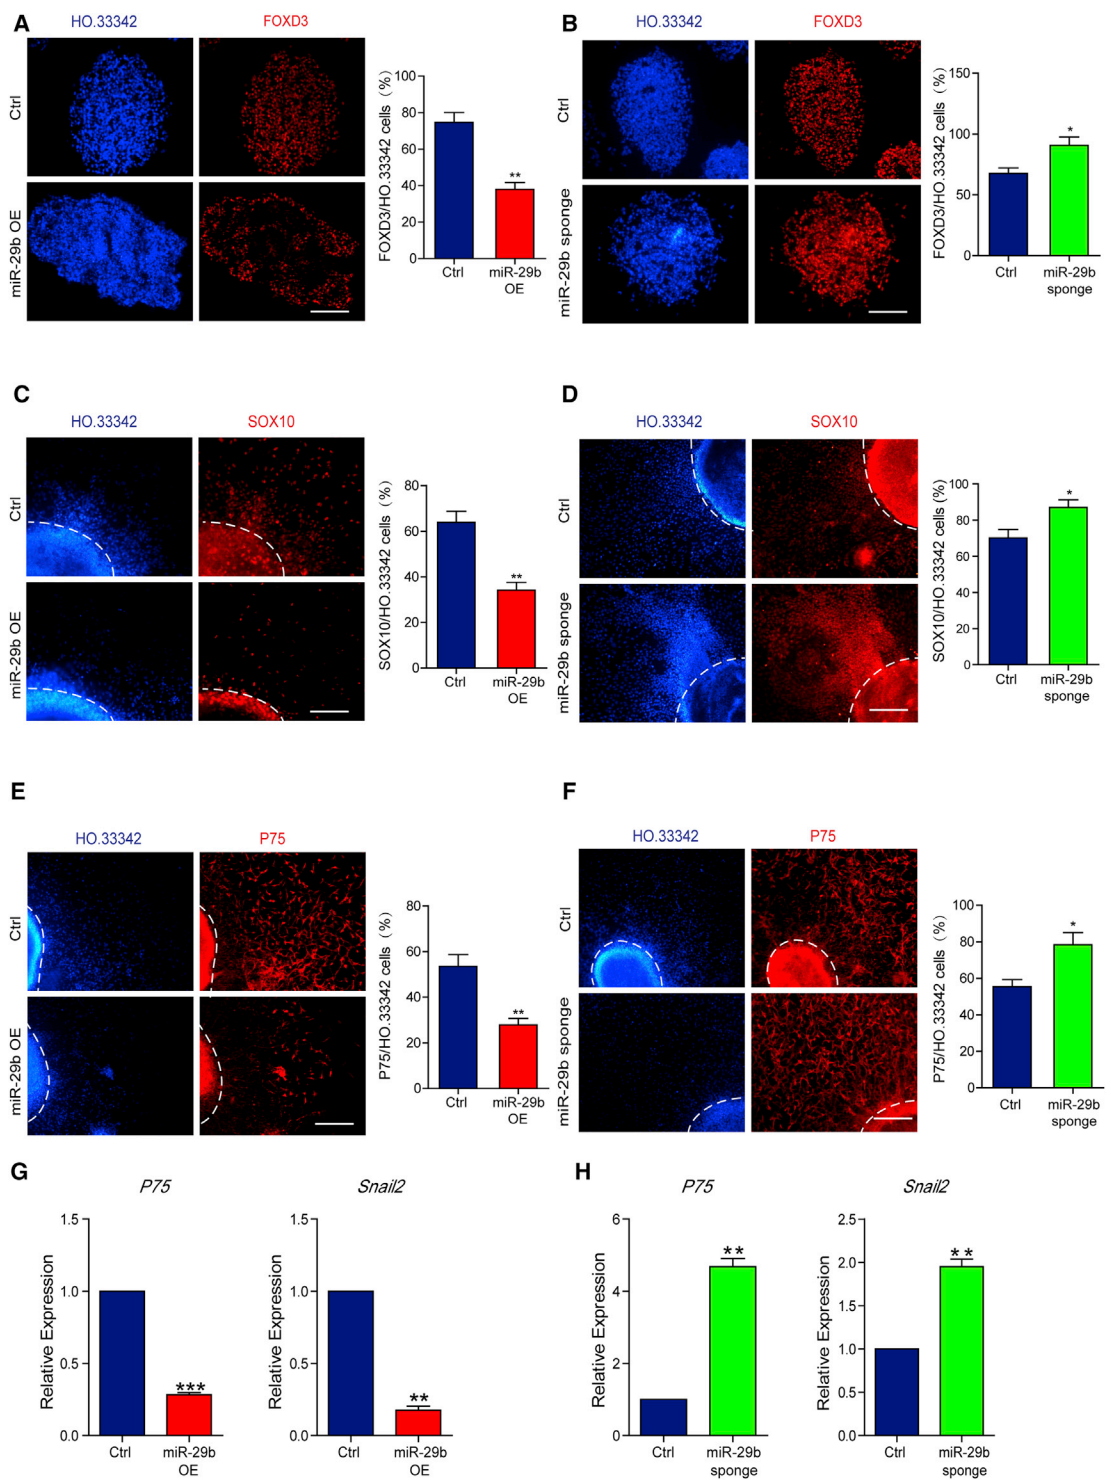 A
HO.33342 FOXD3
Ctrl
miR-29b OE
FOXD3/HO.33342 cells (%)
100
80
60
40
20
0
**
Ctrl miR-29b
OE
B
HO.33342 FOXD3
Ctrl
miR-29b sponge
FOXD3/HO.33342 cells (%)
150
100
50
0
*
Ctrl miR-29b
sponge
C
HO.33342 SOX10
Ctrl
miR-29b OE
SOX10/HO.33342 cells (%)
80
60
40
20
0
**
Ctrl miR-29b
OE
D
HO.33342 SOX10
Ctrl
miR-29b sponge
SOX10/HO.33342 cells (%)
100
80
60
40
20
0
*
Ctrl miR-29b
sponge
E
HO.33342 P75
Ctrl
miR-29b OE
P75/HO.33342 cells (%)
80
60
40
20
0
**
Ctrl miR-29b
OE
F
HO.33342 P75
Ctrl
miR-29b sponge
P75/HO.33342 cells (%)
100
80
60
40
20
0
*
Ctrl miR-29b
sponge
G
P75
Relative Expression
1.5
1.0
0.5
0.0
***
Ctrl miR-29b
OE
Snail2
Relative Expression
1.5
1.0
0.5
0.0
**
Ctrl miR-29b
OE
H
P75
Relative Expression
6
4
2
0
**
Ctrl miR-29b
sponge
Snail2
Relative Expression
2.5
2.0
1.5
1.0
0.5
0.0
**
Ctrl miR-29b
sponge